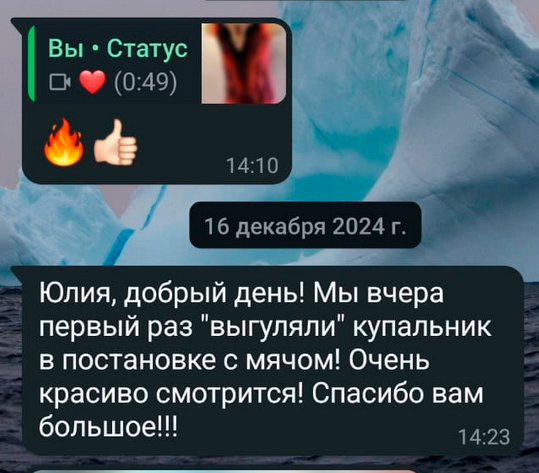 Вы • Статус
❤️ (0:49)
🔥👍🏻
14:10
16 декабря 2024 г.
Юлия, добрый день! Мы вчера
первый раз "выгуляли" купальник
в постановке с мячом! Очень
красиво смотрится! Спасибо вам
большое!!!
14:23